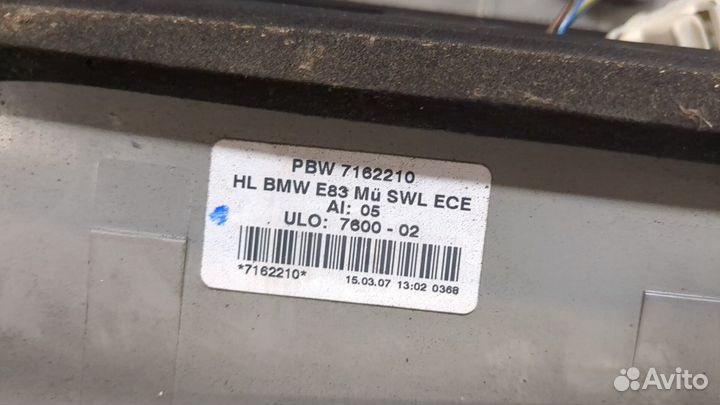 PBW 7162210
HL BMW E83 Mü SWL ECE
AI: 05
ULO: 7600 - 02
*7162210*
15.03.07 13:02 0368
Avito